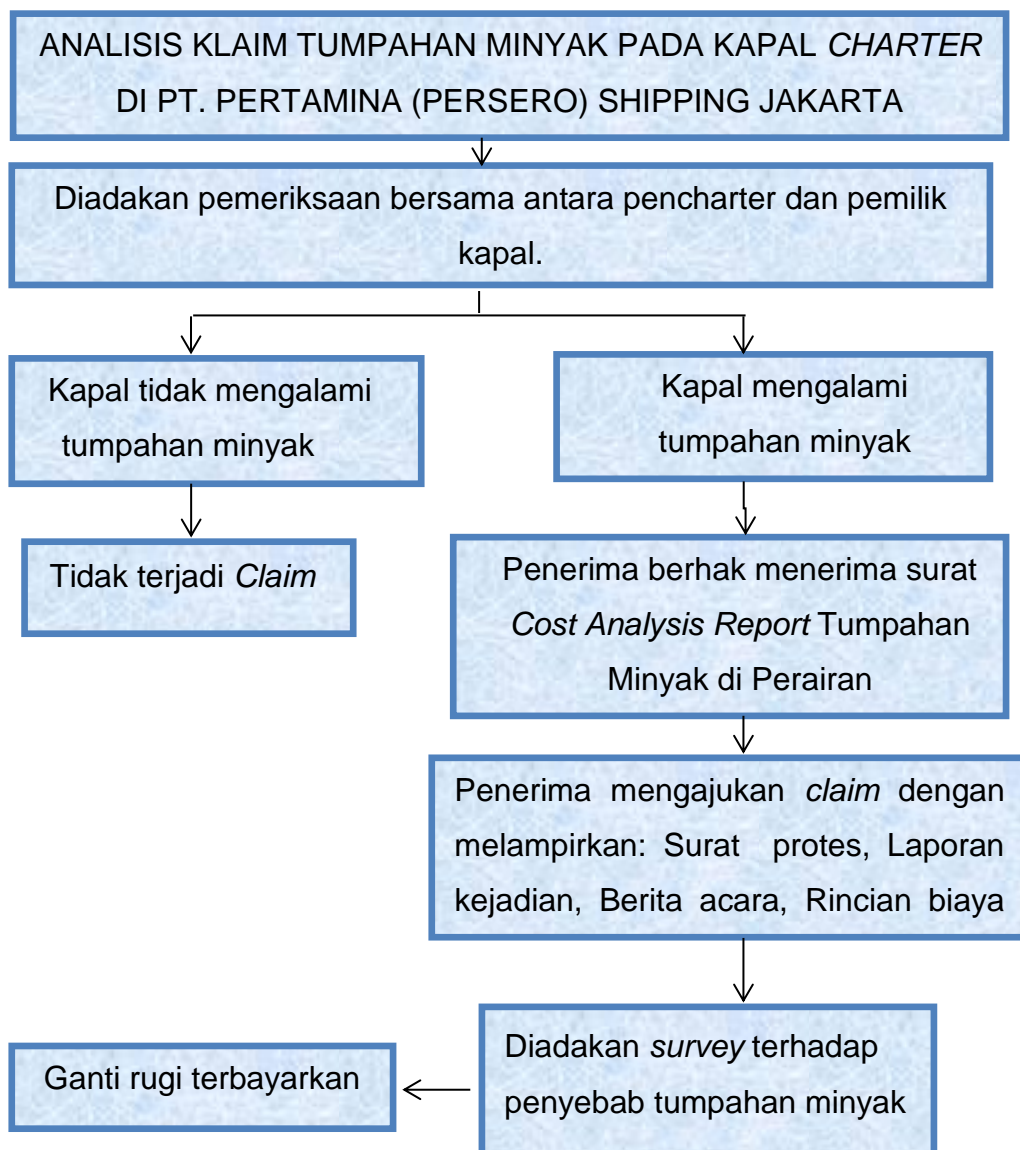 ANALISIS KLAIM TUMPAHAN MINYAK PADA KAPAL CHARTER
DI PT. PERTAMINA (PERSERO) SHIPPING JAKARTA
Diadakan pemeriksaan bersama antara pencharter dan pemilik
kapal.
Kapal tidak mengalami
tumpahan minyak
Kapal mengalami
tumpahan minyak
Tidak terjadi Claim
Penerima berhak menerima surat
Cost Analysis Report Tumpahan
Minyak di Perairan
Penerima mengajukan claim dengan
melampirkan: Surat protes, Laporan
kejadian, Berita acara, Rincian biaya
Diadakan survey terhadap
penyebab tumpahan minyak
Ganti rugi terbayarkan